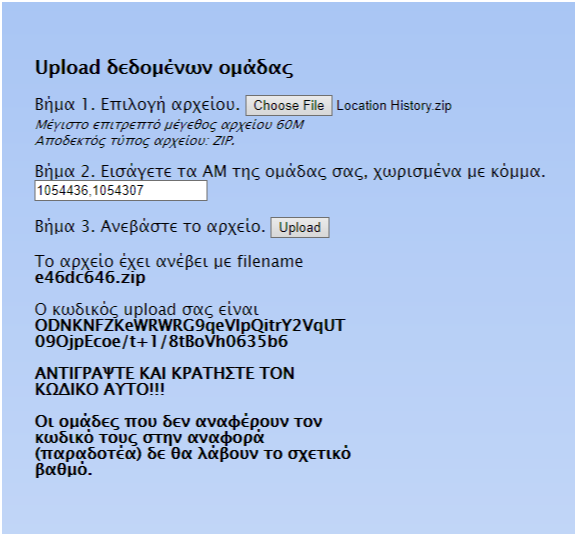 Upload δεδομένων ομάδας
Βήμα 1. Επιλογή αρχείου. Choose File Location History.zip
Μέγιστο επιτρεπτό μέγεθος αρχείου 60M
Αποδεκτός τύπος αρχείου: ZIP.
Βήμα 2. Εισάγετε τα ΑΜ της ομάδας σας, χωρισμένα με κόμμα.
1054436,1054307
Βήμα 3. Ανεβάστε το αρχείο. Upload
Το αρχείο έχει ανέβει με filename
e46dc646.zip
Ο κωδικός upload σας είναι
ODNKNFZKeWRWRG9qeVlpQitrY2VqUT
09OjpEcoe/t+1/8tBoVh0635b6
ΑΝΤΙΓΡΑΨΤΕ ΚΑΙ ΚΡΑΤΗΣΤΕ ΤΟΝ
ΚΩΔΙΚΟ ΑΥΤΟ!!!
Οι ομάδες που δεν αναφέρουν τον
κωδικό τους στην αναφορά
(παραδοτέα) δε θα λάβουν το σχετικό
βαθμό.